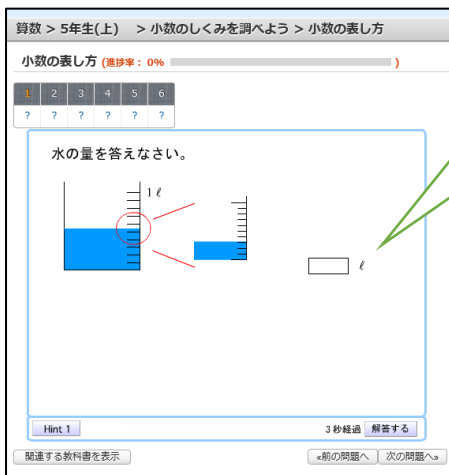 算数 > 5年生(上) > 小数のしくみを調べよう > 小数の表し方
小数の表し方 (進捗率： 0% )
1 2 3 4 5 6
? ? ? ? ? ?
水の量を答えなさい。
1ℓ
ℓ
Hint 1 3秒経過 解答する
関連する教科書を表示 «前の問題へ 次の問題へ»